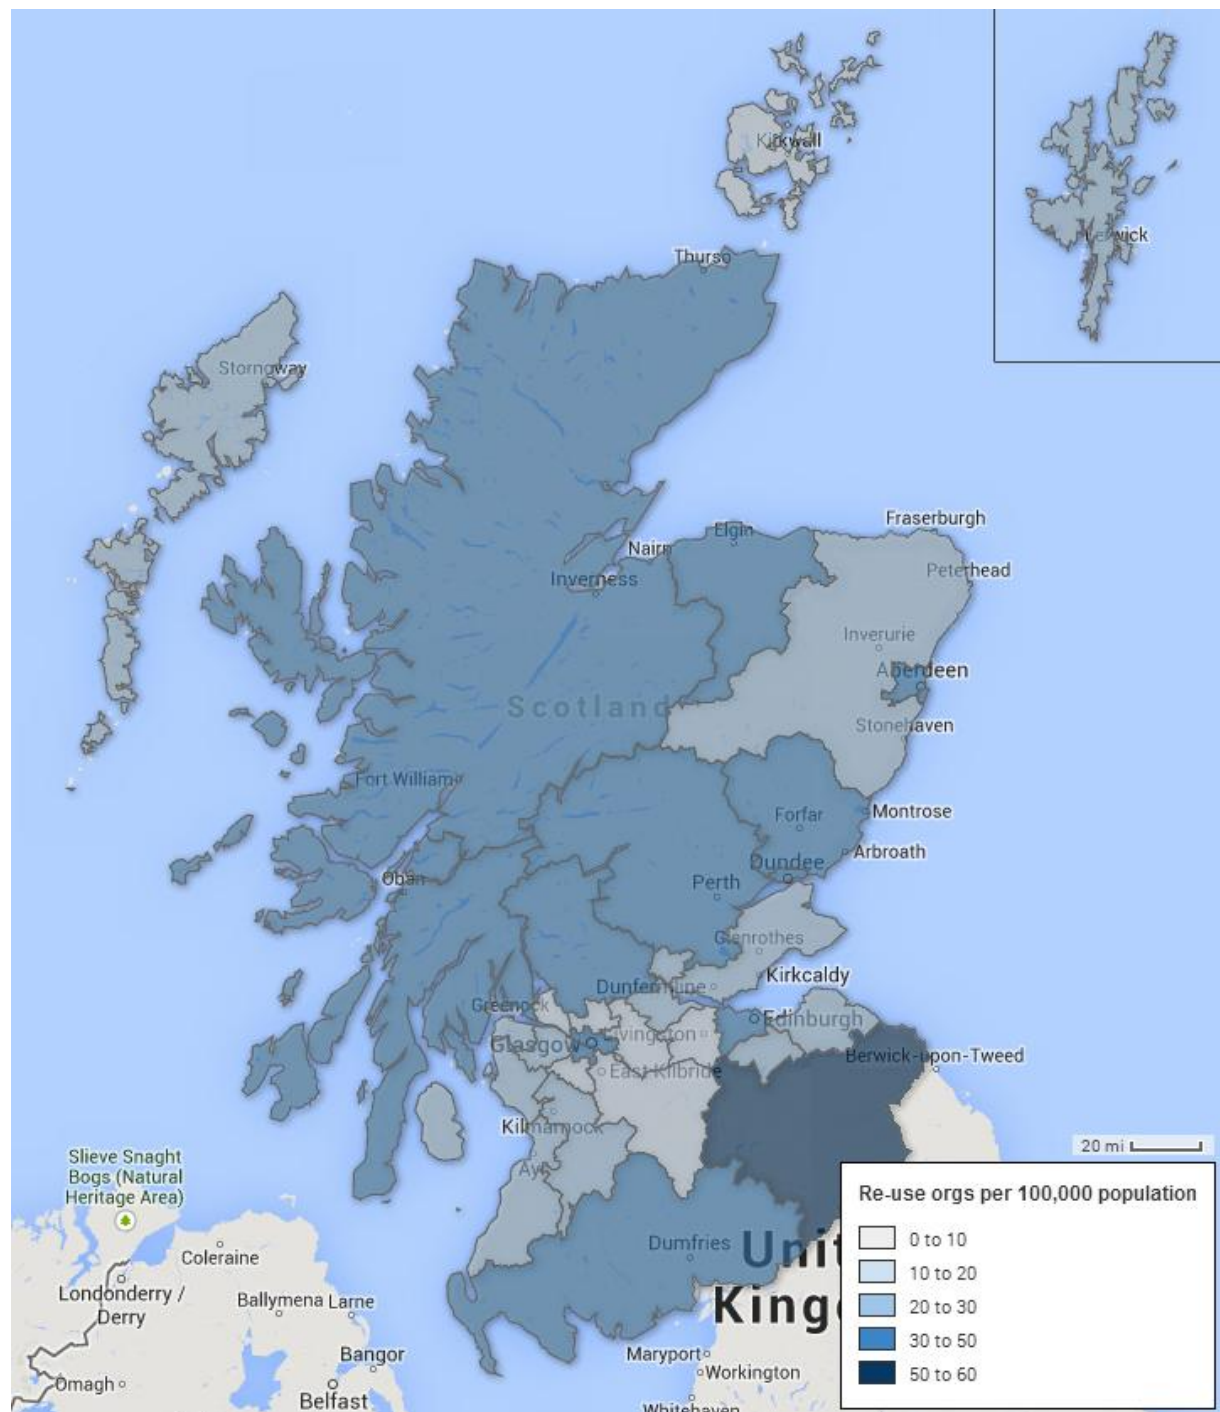 Kirkwall
Lerwick
Thurso
Stornoway
Fraserburgh
Elgin
Nairn
Peterhead
Inverness
Inverurie
Aberdeen
Scotland
Stonehaven
Fort William
Forfar
Montrose
Dundee
Arbroath
Oban
Perth
Glenrothes
Kirkcaldy
Dunfermline
Greenock
Edinburgh
Livingston
Glasgow
Berwick-upon-Tweed
East Kilbride
Kilmarnock
20 mi
Slieve Snaght
Bogs (Natural
Heritage Area)
Ayr
Re-use orgs per 100,000 population
0 to 10
10 to 20
20 to 30
30 to 50
50 to 60
Dumfries
Unit
Kingd
Coleraine
Londonderry /
Derry
Ballymena
Larne
Bangor
Maryport
Workington
Omagh
Belfast
Whitehaven